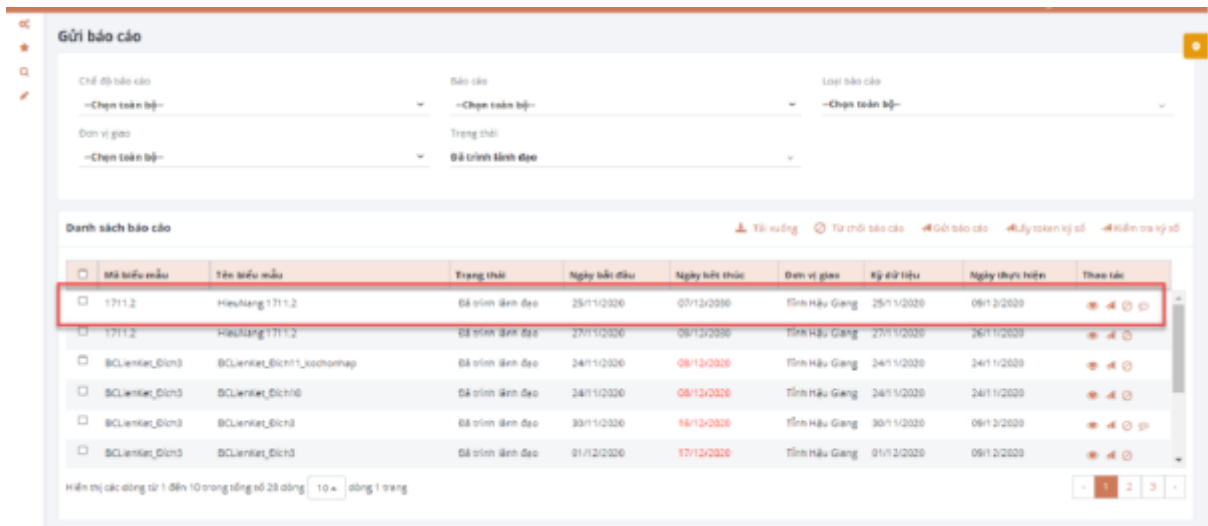 Gửi báo cáo
Chế độ báo cáo Báo cáo Loại báo cáo
--Chọn toàn bộ-- --Chọn toàn bộ-- --Chọn toàn bộ--
Đơn vị giao Trạng thái
--Chọn toàn bộ-- Đã trình lãnh đạo
Danh sách báo cáo Tải xuống Từ chối báo cáo Gửi báo cáo Lấy token ký số Kiểm tra ký số
Mã biểu mẫu Tên biểu mẫu Trạng thái Ngày bắt đầu Ngày kết thúc Đơn vị giao Kỳ dữ liệu Ngày thực hiện Thao tác
1711.2 HieuNang 1711.2 Đã trình lãnh đạo 25/11/2020 Tỉnh Hậu Giang 25/11/2020 09/12/2020
1711.2 HieuNang 1711.2 Đã trình lãnh đạo 27/11/2020 09/12/2020 Tỉnh Hậu Giang 27/11/2020 26/11/2020
BCLienKet_Đích3 BCLienKet_Đích11_kochonhap Đã trình lãnh đạo 24/11/2020 08/12/2020 Tỉnh Hậu Giang 24/11/2020 24/11/2020
Đã trình lãnh đạo 24/11/2020 08/12/2020 Tỉnh Hậu Giang 24/11/2020 24/11/2020
BCLienKet_Đích3 BCLienKet_Đích3 Đã trình lãnh đạo 30/11/2020 16/12/2020 Tỉnh Hậu Giang 30/11/2020 09/12/2020
BCLienKet_Đích3 BCLienKet_Đích3 Đã trình lãnh đạo 01/12/2020 17/12/2020 Tỉnh Hậu Giang 01/12/2020 09/12/2020
Hiển thị các dòng từ 1 đến 10 trong tổng số 28 dòng 10 dòng 1 trang 1 2 3